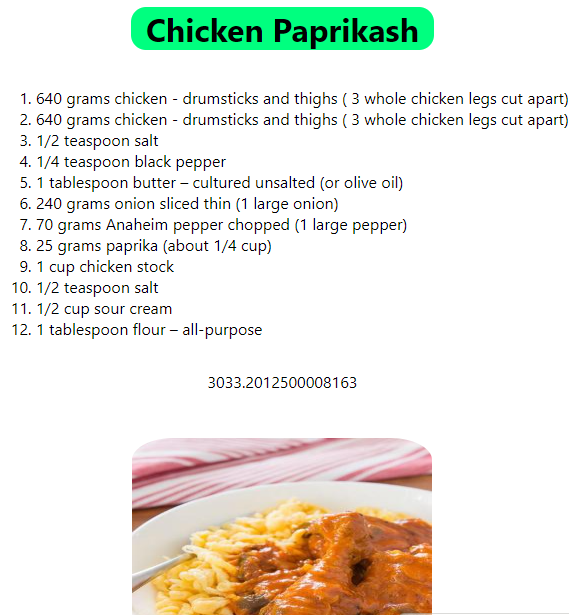 Chicken Paprikash
1. 640 grams chicken - drumsticks and thighs ( 3 whole chicken legs cut apart)
2. 640 grams chicken - drumsticks and thighs ( 3 whole chicken legs cut apart)
3. 1/2 teaspoon salt
4. 1/4 teaspoon black pepper
5. 1 tablespoon butter – cultured unsalted (or olive oil)
6. 240 grams onion sliced thin (1 large onion)
7. 70 grams Anaheim pepper chopped (1 large pepper)
8. 25 grams paprika (about 1/4 cup)
9. 1 cup chicken stock
10. 1/2 teaspoon salt
11. 1/2 cup sour cream
12. 1 tablespoon flour – all-purpose
3033.2012500008163